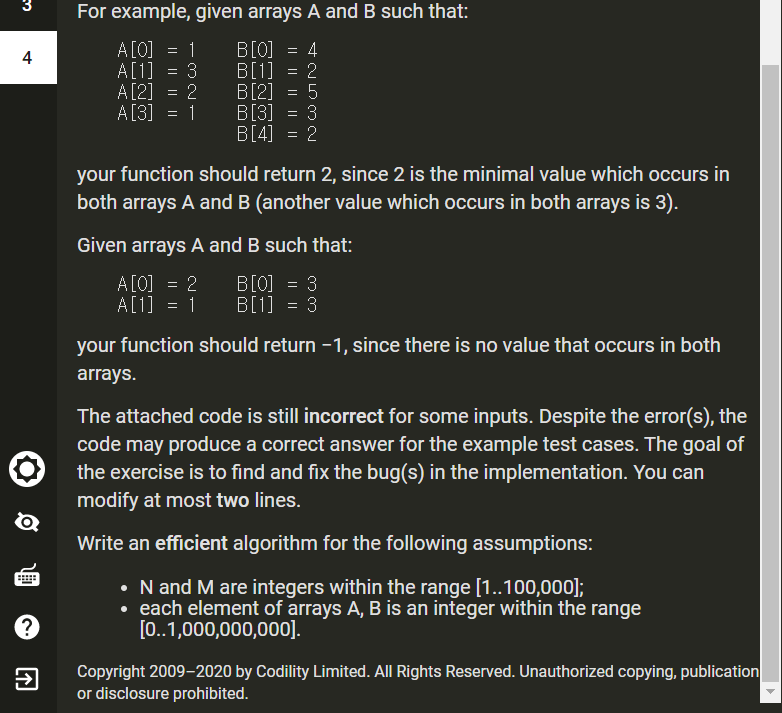 3
For example, given arrays A and B such that:
4
A[0] = 1 B[0] = 4
A[1] = 3 B[1] = 2
A[2] = 2 B[2] = 5
A[3] = 1 B[3] = 3
B[4] = 2
your function should return 2, since 2 is the minimal value which occurs in
both arrays A and B (another value which occurs in both arrays is 3).
Given arrays A and B such that:
A[0] = 2 B[0] = 3
A[1] = 1 B[1] = 3
your function should return −1, since there is no value that occurs in both
arrays.
The attached code is still incorrect for some inputs. Despite the error(s), the
code may produce a correct answer for the example test cases. The goal of
the exercise is to find and fix the bug(s) in the implementation. You can
modify at most two lines.
Write an efficient algorithm for the following assumptions:
• N and M are integers within the range [1..100,000];
• each element of arrays A, B is an integer within the range
[0..1,000,000,000].
?
Copyright 2009–2020 by Codility Limited. All Rights Reserved. Unauthorized copying, publication
or disclosure prohibited.